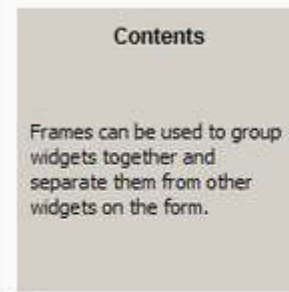 Contents
Frames can be used to group
widgets together and
separate them from other
widgets on the form.